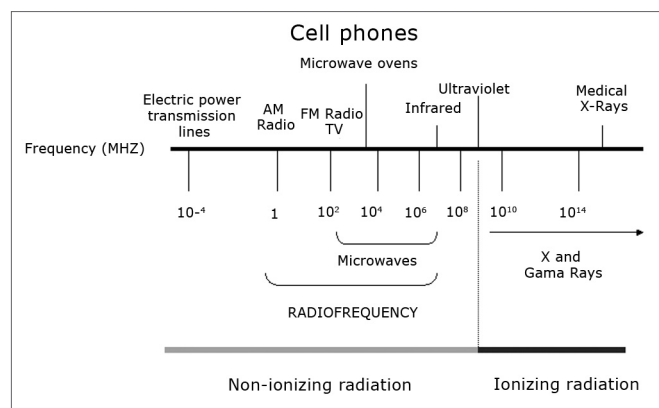 Cell phones
Microwave ovens
Ultraviolet
Medical
X-Rays
Electric power
transmission
lines
AM
Radio
FM Radio
TV
Infrared
Frequency (MHZ)
10-⁴
1
10²
10⁴
10⁶
10⁸
10¹⁰
10¹⁴
Microwaves
X and
Gama Rays
RADIOFREQUENCY
Non-ionizing radiation
Ionizing radiation